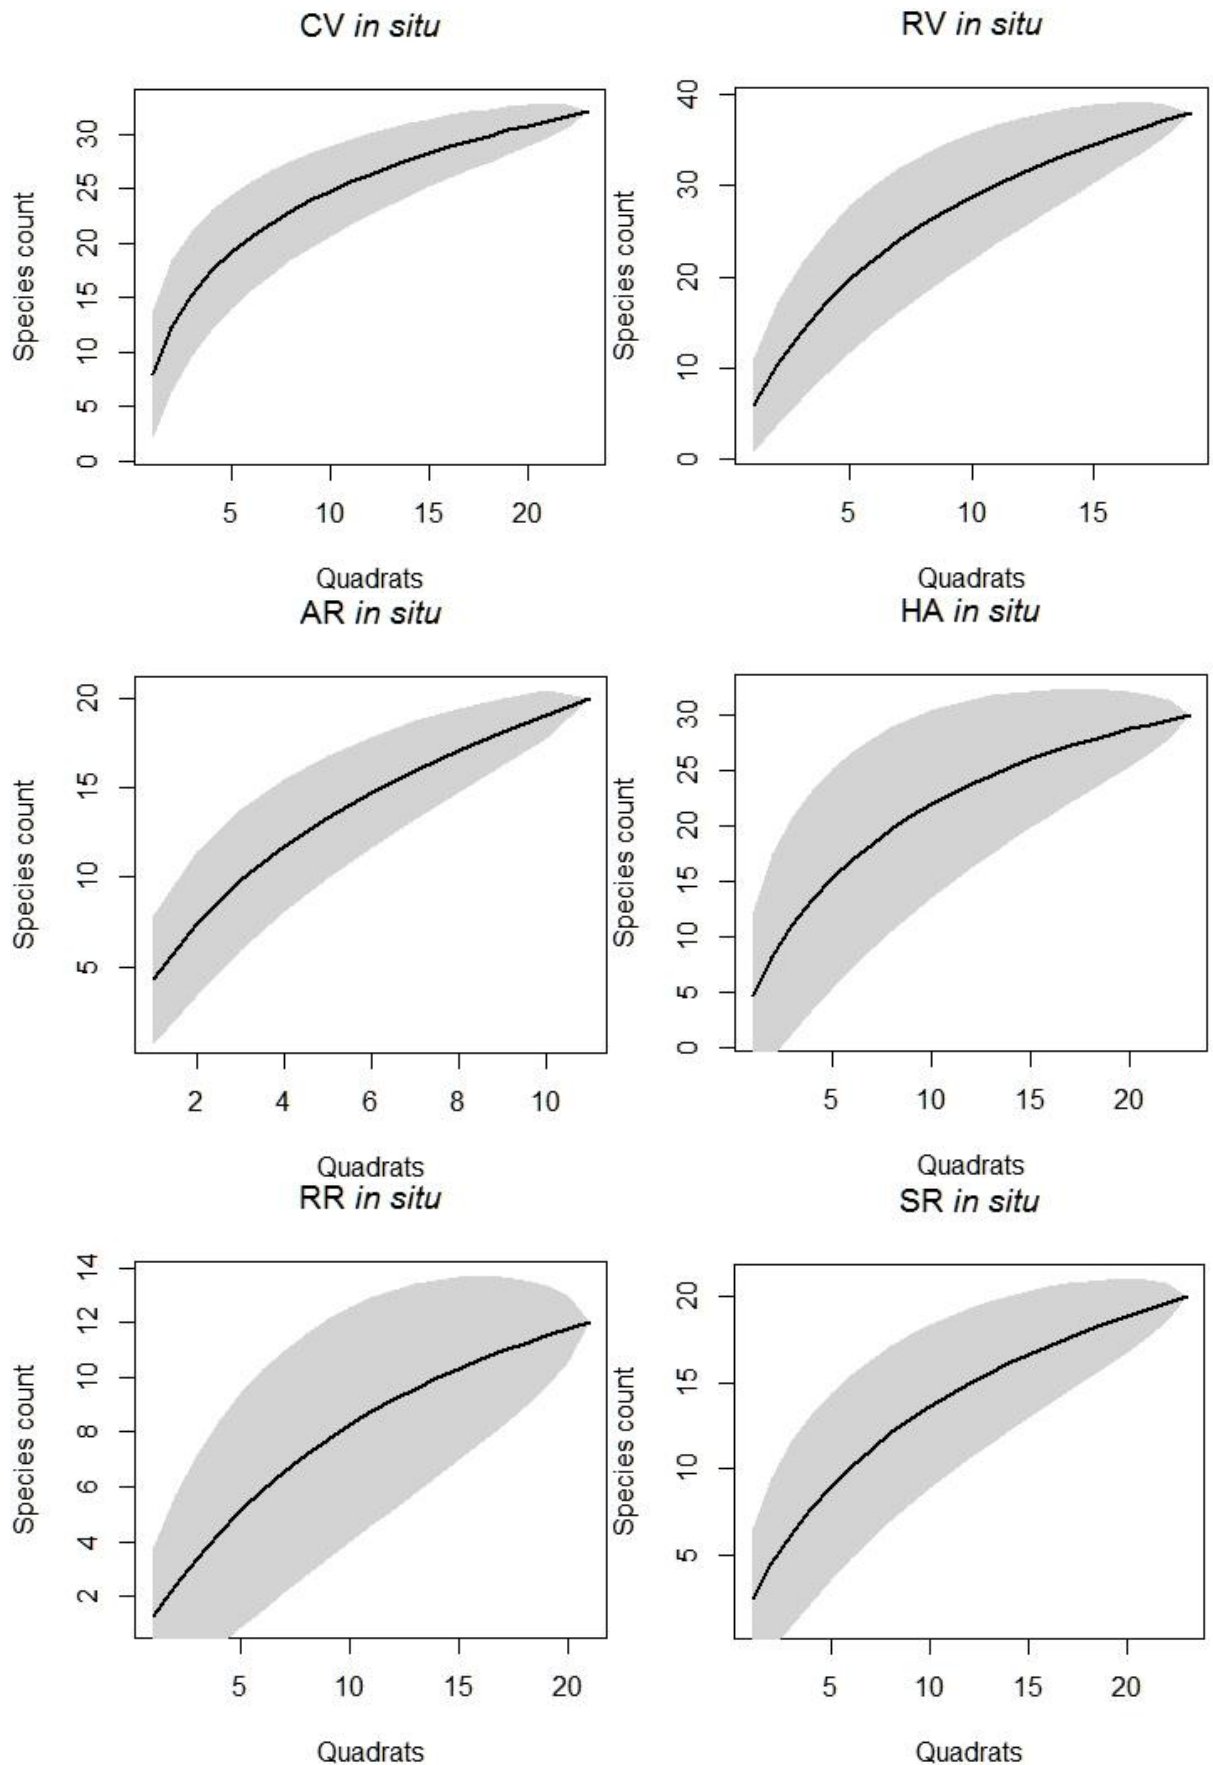 CV in situ
Species count
0 5 10 15 20 25 30
5 10 15 20
Quadrats
RV in situ
Species count
0 10 20 30 40
5 10 15
Quadrats
AR in situ
Species count
5 10 15 20
2 4 6 8 10
Quadrats
HA in situ
Species count
0 5 10 15 20 25 30
5 10 15 20
Quadrats
RR in situ
Species count
2 4 6 8 10 12 14
5 10 15 20
Quadrats
SR in situ
Species count
5 10 15 20
5 10 15 20
Quadrats